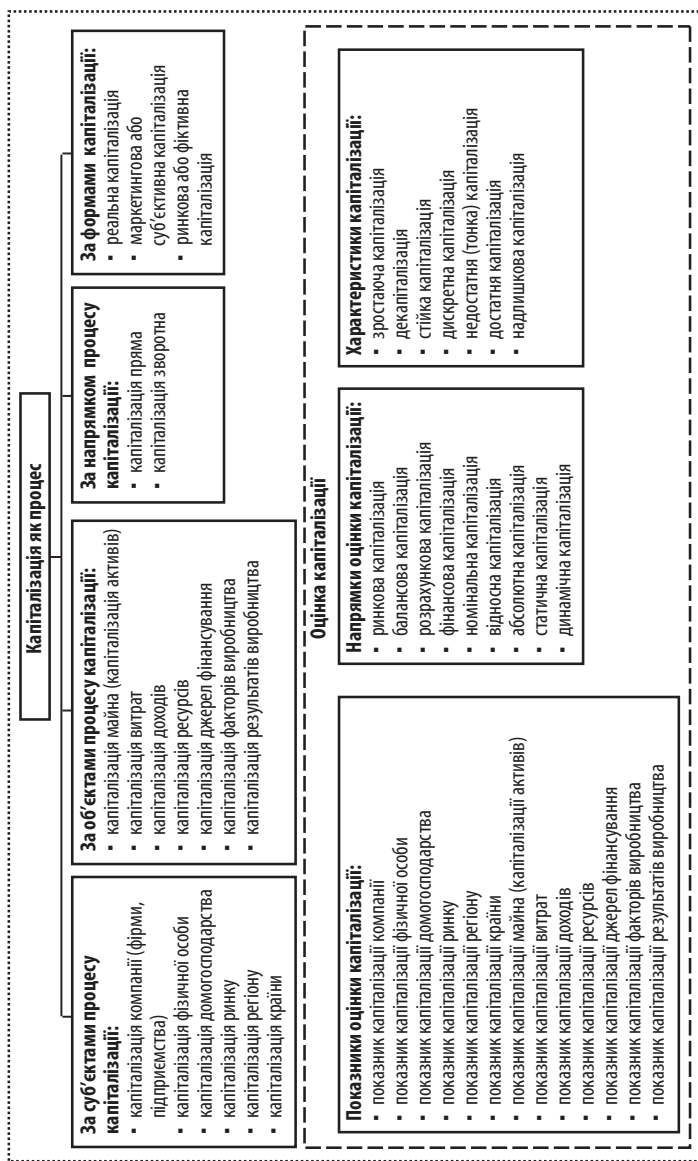 Капіталізація як процес
За суб’єктами процесу
капіталізації:
▪ капіталізація компанії (фірми,
підприємства)
▪ капіталізація фізичної особи
▪ капіталізація домогосподарства
▪ капіталізація ринку
▪ капіталізація регіону
▪ капіталізація країни
За об’єктами процесу капіталізації:
▪ капіталізація майна (капіталізація активів)
▪ капіталізація витрат
▪ капіталізація доходів
▪ капіталізація ресурсів
▪ капіталізація джерел фінансування
▪ капіталізація факторів виробництва
▪ капіталізація результатів виробництва
За напрямком процесу
капіталізації:
▪ капіталізація пряма
▪ капіталізація зворотна
За формами капіталізації:
▪ реальна капіталізація
▪ маркетингова або
суб’єктивна капіталізація
▪ ринкова або фіктивна
капіталізація
Оцінка капіталізації
Показники оцінки капіталізації:
▪ показник капіталізації компанії
▪ показник капіталізації фізичної особи
▪ показник капіталізації домогосподарства
▪ показник капіталізації ринку
▪ показник капіталізації регіону
▪ показник капіталізації країни
▪ показник капіталізації майна (капіталізації активів)
▪ показник капіталізації витрат
▪ показник капіталізації доходів
▪ показник капіталізації ресурсів
▪ показник капіталізації джерел фінансування
▪ показник капіталізації факторів виробництва
▪ показник капіталізації результатів виробництва
Напрямки оцінки капіталізації:
▪ ринкова капіталізація
▪ балансова капіталізація
▪ розрахункова капіталізація
▪ фінансова капіталізація
▪ номінальна капіталізація
▪ відносна капіталізація
▪ абсолютна капіталізація
▪ статична капіталізація
▪ динамічна капіталізація
Характеристики капіталізації:
▪ зростаюча капіталізація
▪ декапіталізація
▪ стійка капіталізація
▪ дискретна капіталізація
▪ недостатня (тонка) капіталізація
▪ достатня капіталізація
▪ надлишкова капіталізація